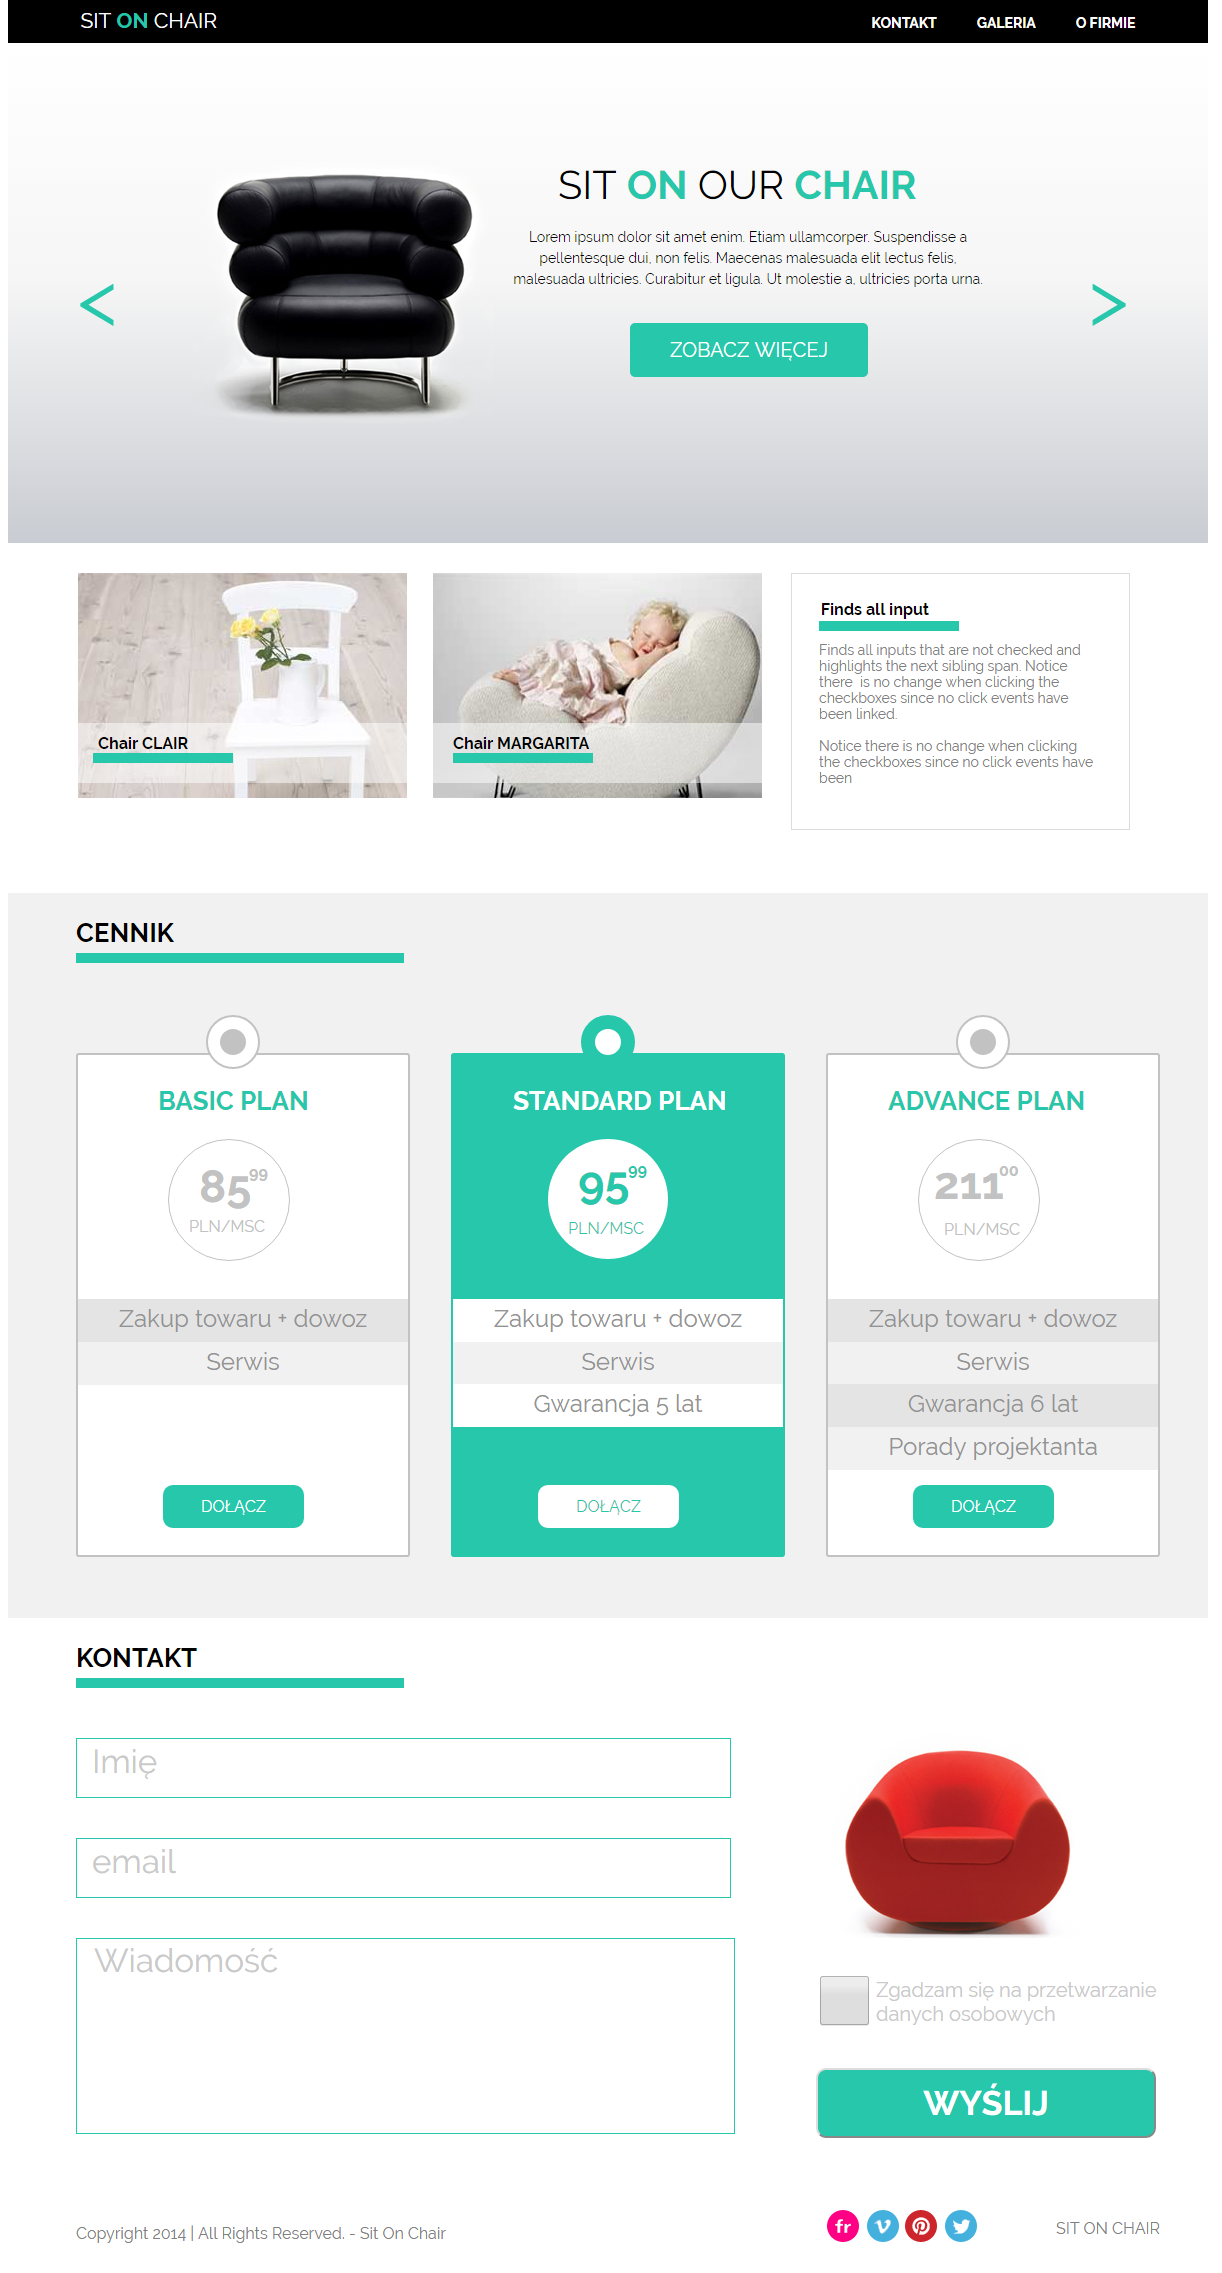 SIT ON CHAIR
KONTAKT GALERIA O FIRMIE
SIT ON OUR CHAIR
Lorem ipsum dolor sit amet enim. Etiam ullamcorper. Suspendisse a
pellentesque dui, non felis. Maecenas malesuada elit lectus felis,
malesuada ultricies. Curabitur et ligula. Ut molestie a, ultricies porta urna.
< >
ZOBACZ WIĘCEJ
Chair CLAIR
Chair MARGARITA
Finds all input
Finds all inputs that are not checked and
highlights the next sibling span. Notice
there is no change when clicking the
checkboxes since no click events have
been linked.
Notice there is no change when clicking
the checkboxes since no click events have
been
CENNIK
BASIC PLAN
85 99
PLN/MSC
Zakup towaru + dowoz
Serwis
DOŁĄCZ
STANDARD PLAN
95 99
PLN/MSC
Zakup towaru + dowoz
Serwis
Gwarancja 5 lat
DOŁĄCZ
ADVANCE PLAN
211 00
PLN/MSC
Zakup towaru + dowoz
Serwis
Gwarancja 6 lat
Porady projektanta
DOŁĄCZ
KONTAKT
Imię
email
Wiadomość
Zgadzam się na przetwarzanie
danych osobowych
WYŚLIJ
Copyright 2014 | All Rights Reserved. - Sit On Chair
fr
SIT ON CHAIR